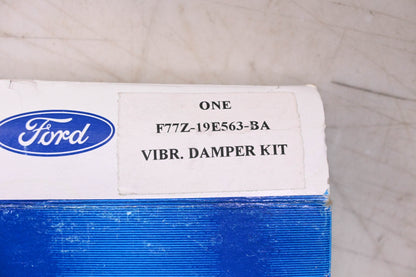 ONE
Ford
F77Z-19E563-BA
VIBR. DAMPER KIT